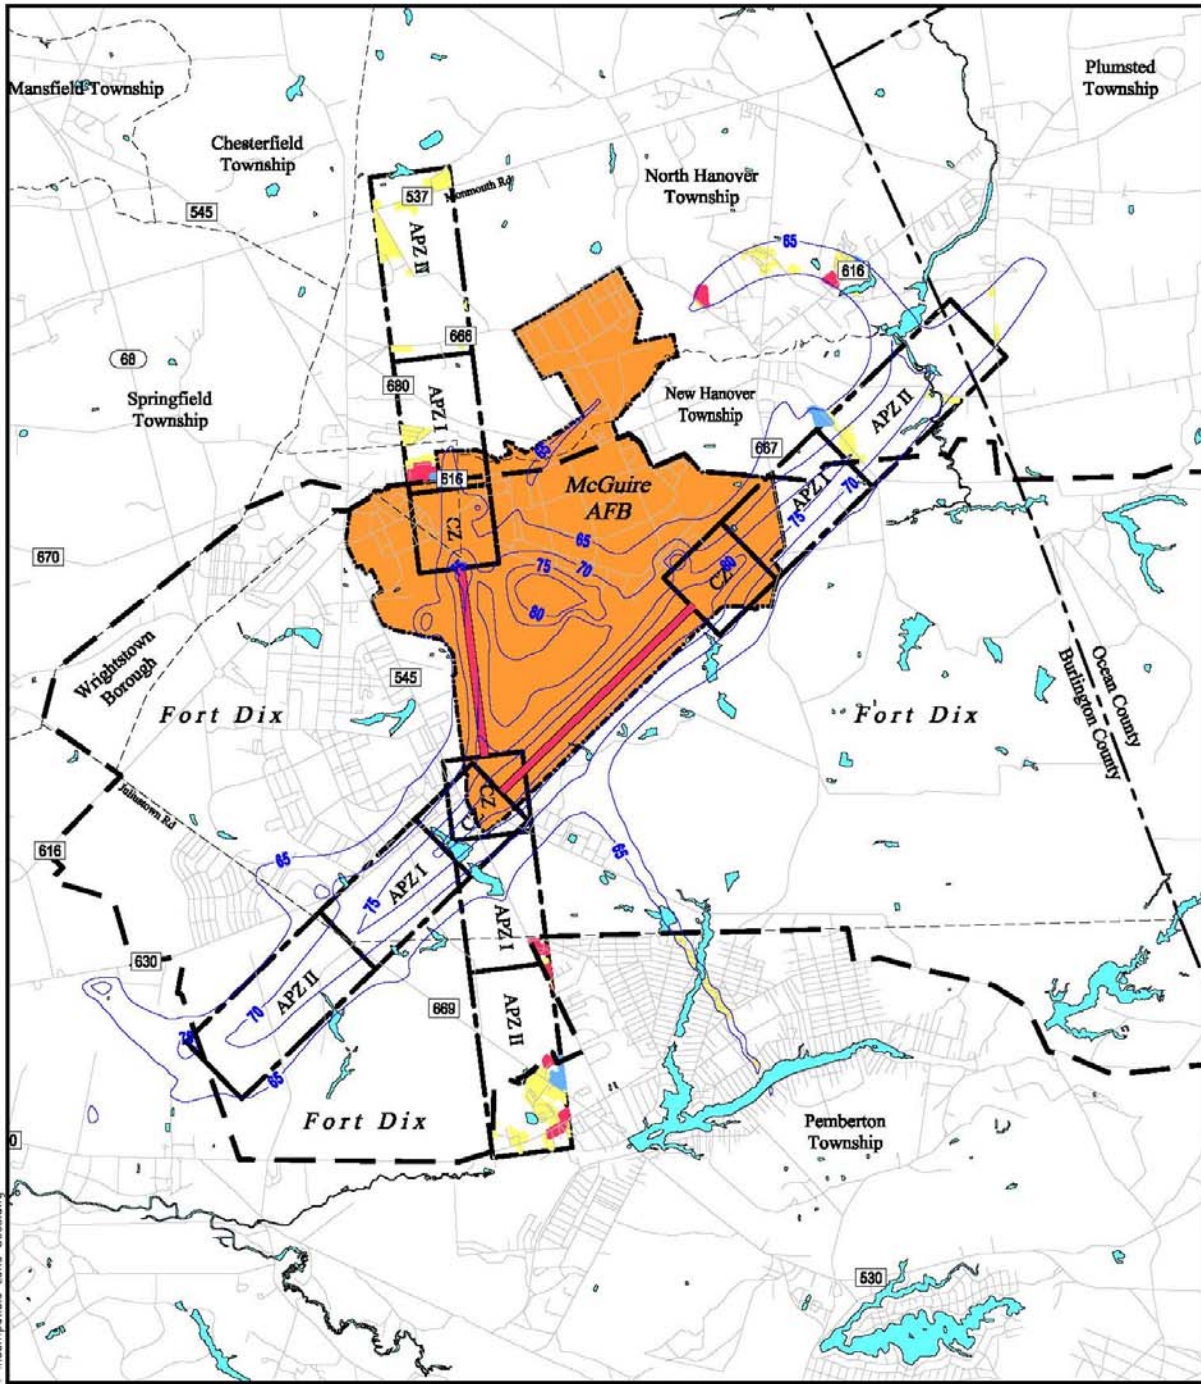 Plumsted
Township
Mansfield Township
Chesterfield
Township
North Hanover
Township
537
Monmouth Rd
545
APZ II
65
616
666
68
680
Springfield
Township
APZ I
New Hanover
Township
APZ II
667
65
616
McGuire
AFB
APZ I
70
75
CZ
65
670
75
70
80
CZ
80
Wrightstown
Borough
545
Fort Dix
Fort Dix
Ocean County
Burlington County
Juliustown Rd
CZ
616
65
65
APZ I
75
APZ I
630
APZ II
70
669
APZ II
65
Fort Dix
Pemberton
Township
530